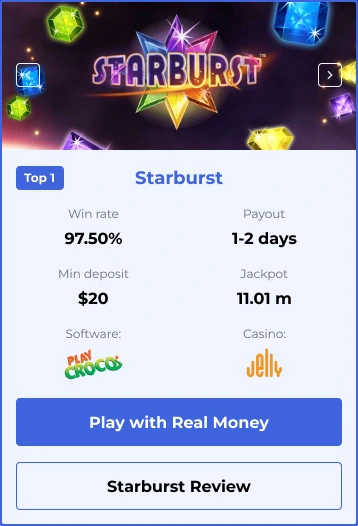 STARBURST™
Top 1
Starburst
Win rate
Payout
97.50%
1-2 days
Min deposit
Jackpot
$20
11.01 m
Software:
Casino:
PLAY
CROCO
jelly
Play with Real Money
Starburst Review